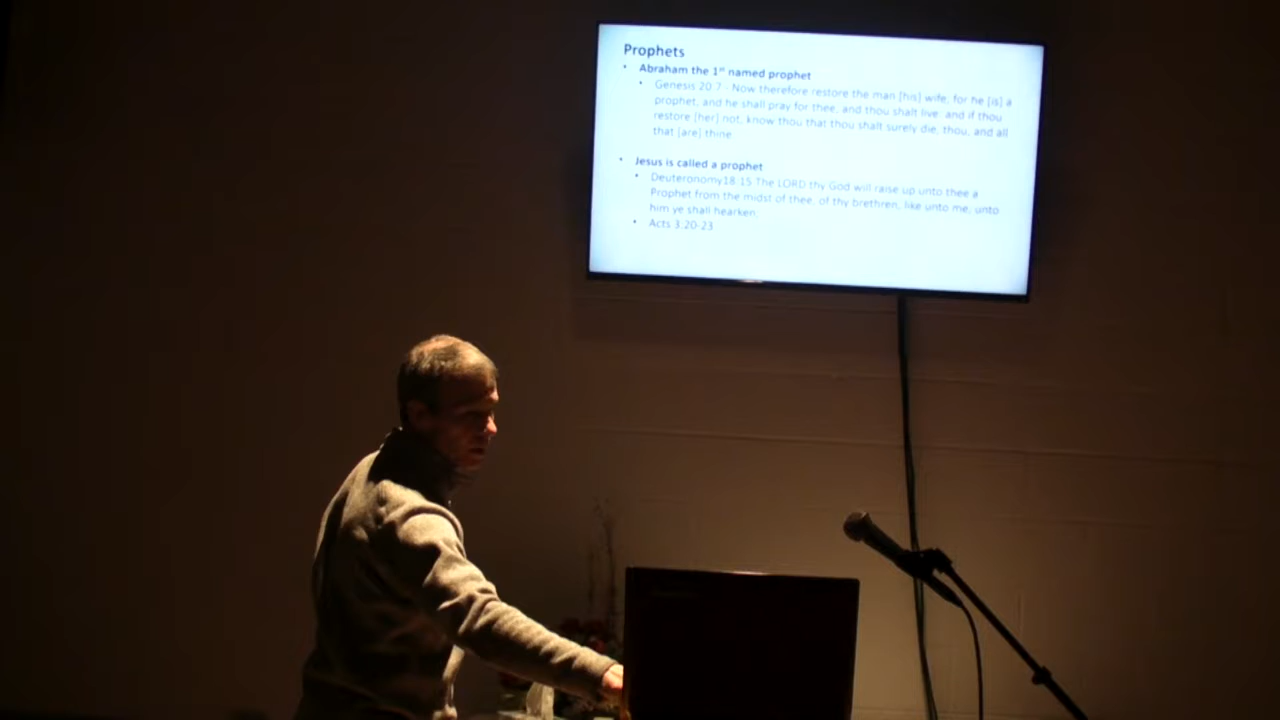 Prophets
• Abraham the 1st named prophet
• Genesis 20:7 - Now therefore restore the man [his] wife; for he [is] a
prophet, and he shall pray for thee, and thou shalt live: and if thou
restore [her] not, know thou that thou shalt surely die, thou, and all
that [are] thine.
• Jesus is called a prophet
• Deuteronomy18:15 The LORD thy God will raise up unto thee a
Prophet from the midst of thee, of thy brethren, like unto me; unto
him ye shall hearken;
• Acts 3:20-23